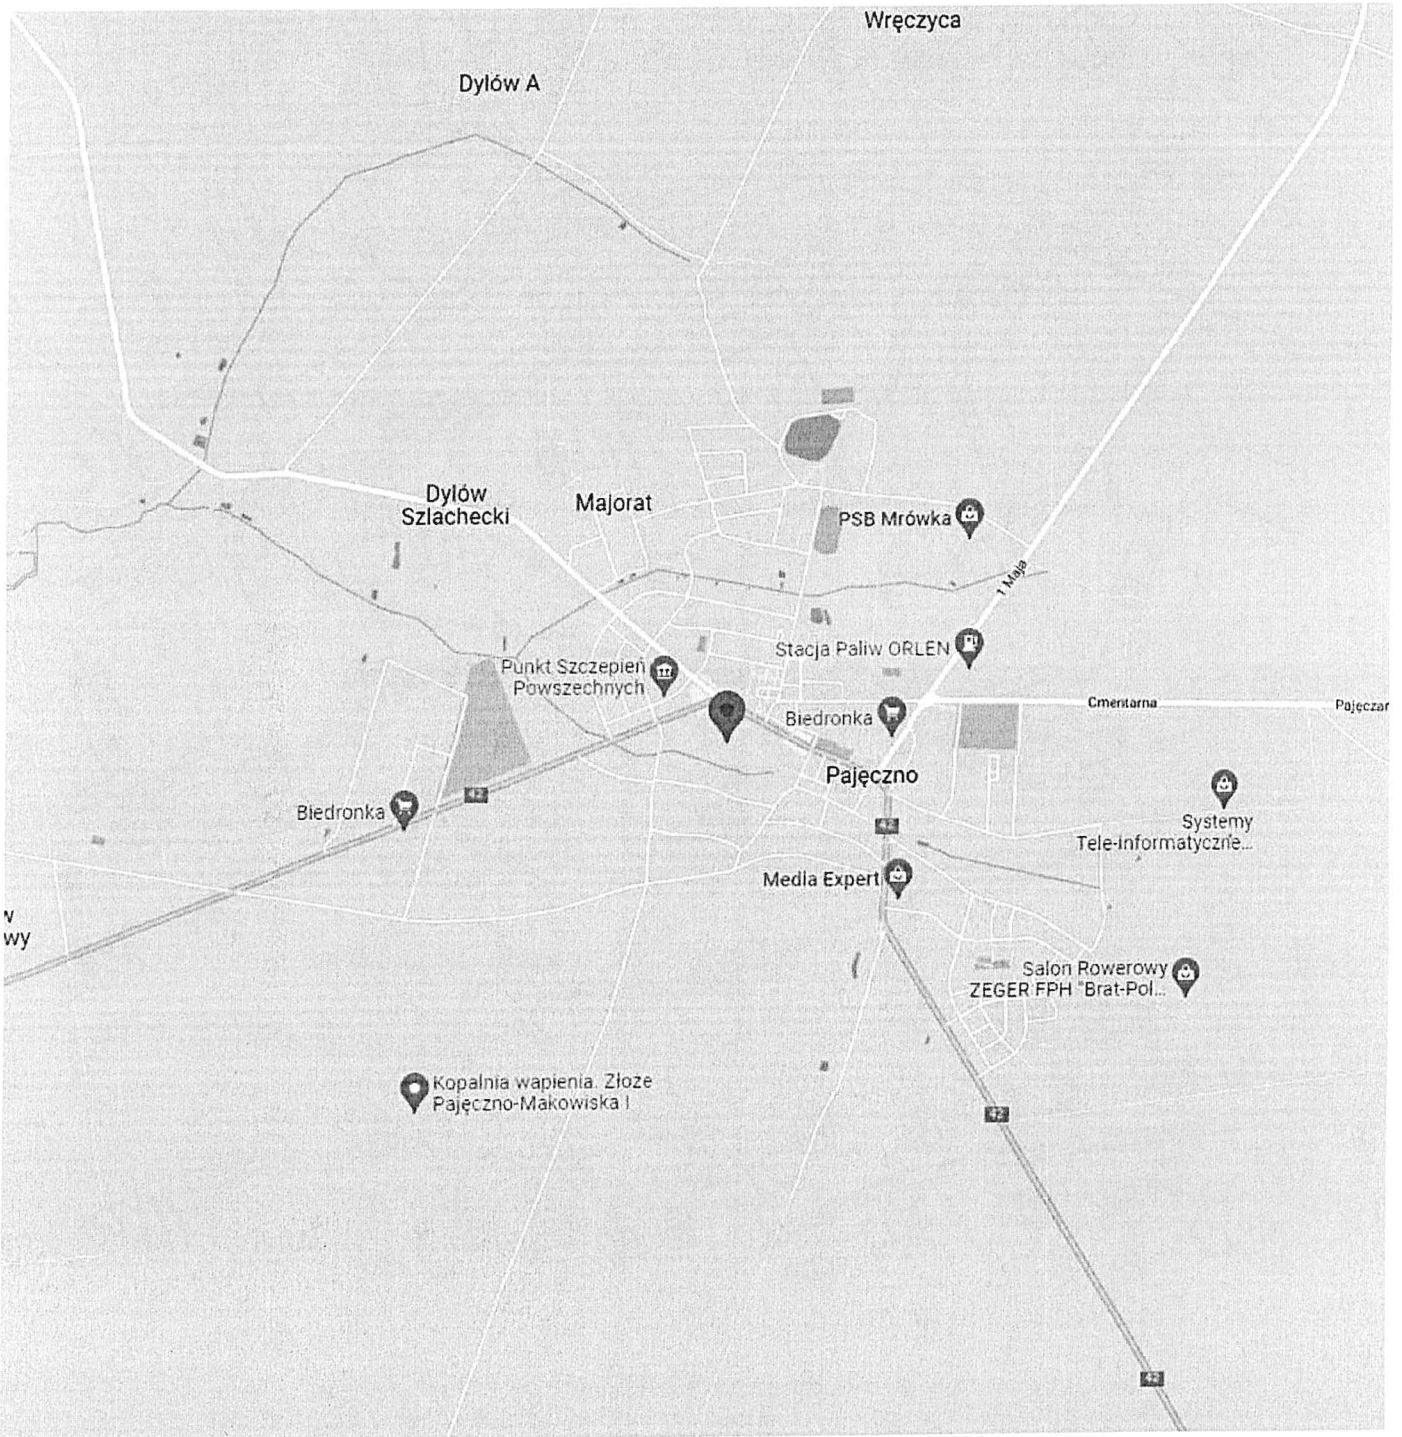 Wręczyca
Dylów A
Dylów
Szlachecki
Majorat
PSB Mrówka
1 Maja
Stacja Paliw ORLEN
Punkt Szczepień
Powszechnych
Biedronka
Cmentarna
Pajęczar
Pajęczno
42
Biedronka
42
Systemy
Tele-Informatyczne...
Media Expert
w
wy
Salon Rowerowy
ZEGER FPH "Brat-Pol...
Kopalnia wapienia. Złoże
Pajęczno-Makowiska I
42
42